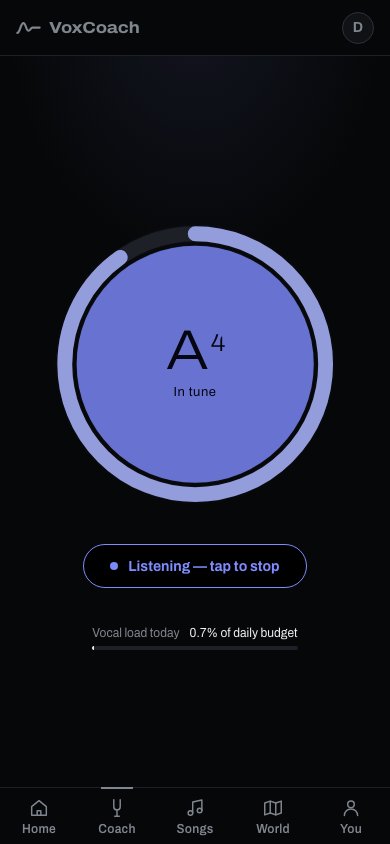 VoxCoach
D
A4
In tune
Listening — tap to stop
Vocal load today 0.7% of daily budget
Home Coach Songs World You